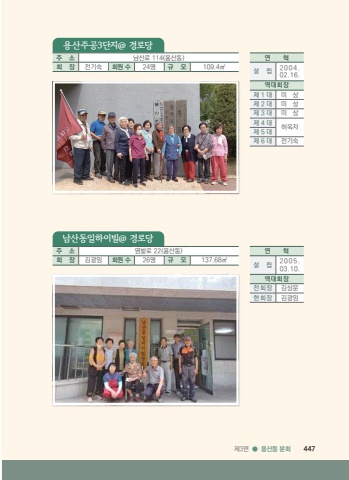 용산주공3단지@ 경로당
주 소 남산로 114(용산동)
회 장 전기숙 회원 수 24명 규 모 109.4㎡
연 혁
설 립 2004. 02.16.
역대회장
제1대 미 상
제2대 미 상
제3대 미 상
제4대 허옥자
제5대
제6대 전기숙
남산동일하이빌@ 경로당
주 소 연발로 22(용산동)
회 장 김광임 회원 수 26명 규 모 137.68㎡
연 혁
설 립 2005. 03.10.
역대회장
전회장 김상문
현회장 김광임
제3편 ● 용산동 문화 447